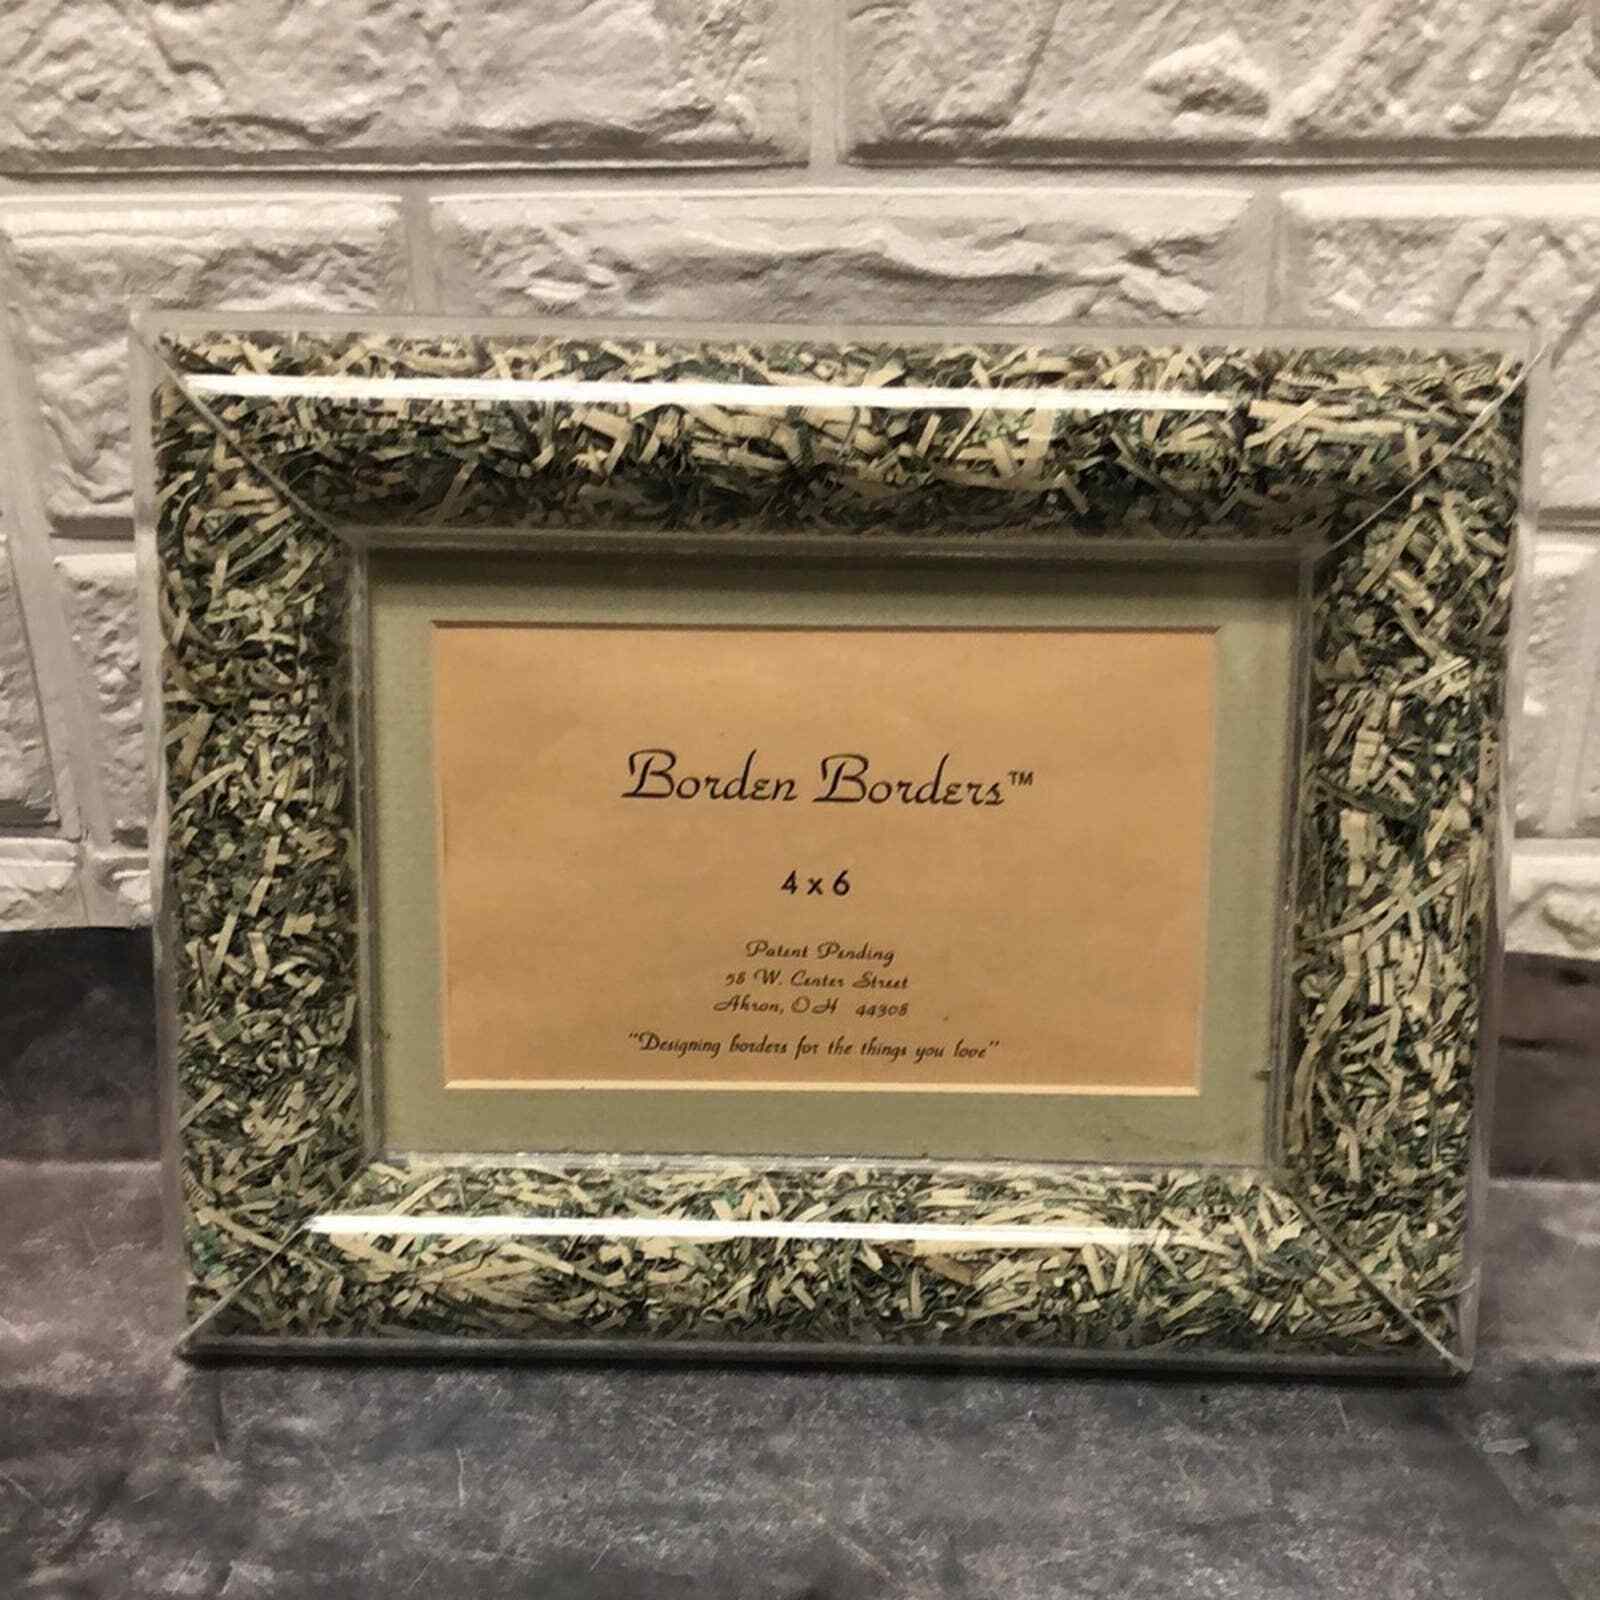 Borden Borders™
4 x 6
Patent Pending
58 W. Center Street
Akron, OH 44308
"Designing borders for the things you love"